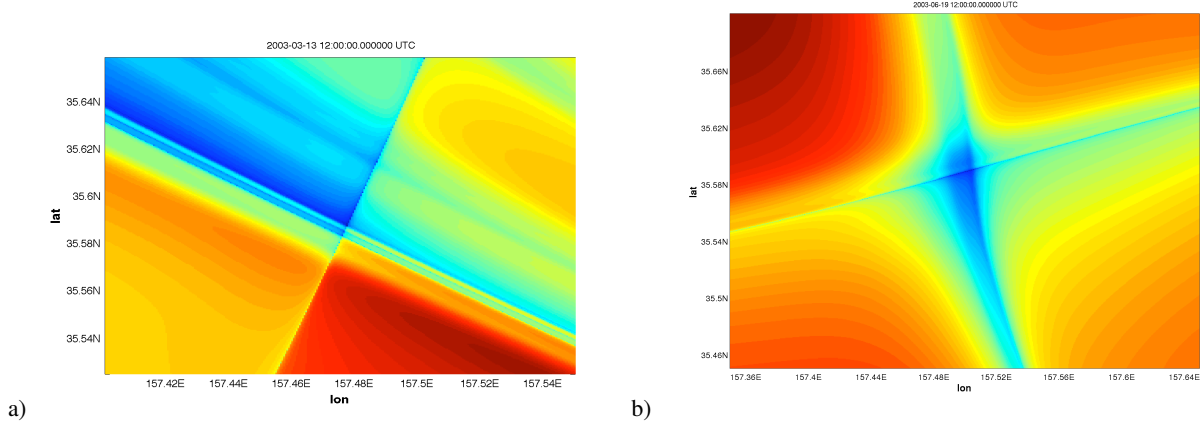 2003-03-13 12:00:00.000000 UTC
35.64N
35.62N
35.6N
35.58N
35.56N
35.54N
lat
157.42E 157.44E 157.46E 157.48E 157.5E 157.52E 157.54E
lon
a)
2003-06-19 12:00:00.000000 UTC
35.66N
35.62N
35.58N
35.54N
35.5N
35.46N
lat
157.36E 157.4E 157.44E 157.48E 157.52E 157.56E 157.6E 157.64E
lon
b)